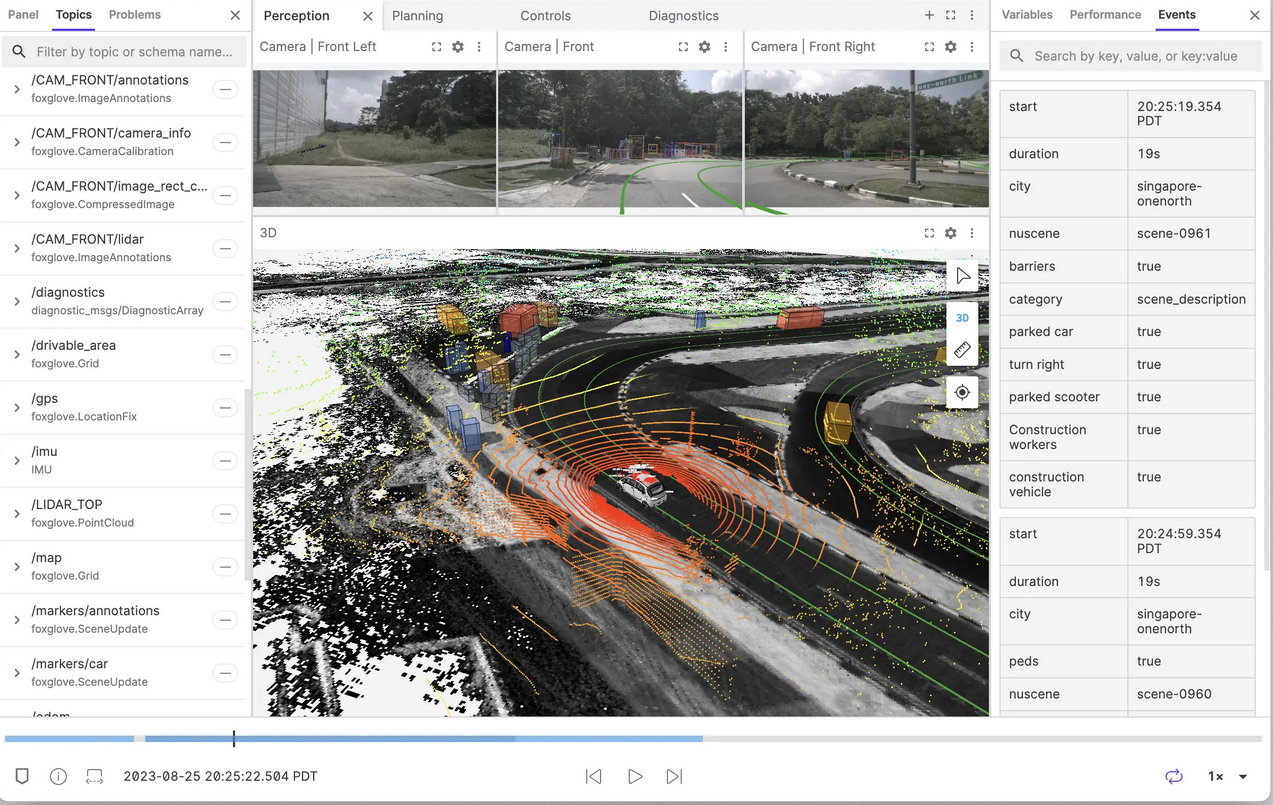 Panel
Topics
Problems
Filter by topic or schema name...
/CAM_FRONT/annotations
foxglove.ImageAnnotations
/CAM_FRONT/camera_info
foxglove.CameraCalibration
/CAM_FRONT/image_rect_c...
foxglove.CompressedImage
/CAM_FRONT/lidar
foxglove.ImageAnnotations
/diagnostics
diagnostic_msgs/DiagnosticArray
/drivable_area
foxglove.Grid
/gps
foxglove.LocationFix
/imu
IMU
/LIDAR_TOP
foxglove.PointCloud
/map
foxglove.Grid
/markers/annotations
foxglove.SceneUpdate
/markers/car
foxglove.SceneUpdate
/odom
Perception
Planning
Controls
Diagnostics
Camera | Front Left
Camera | Front
Camera | Front Right
one-north Link
3D
3D
Variables
Performance
Events
Search by key, value, or key:value
start 20:25:19.354
PDT
duration 19s
city singapore-
onenorth
nuscene scene-0961
barriers true
category scene_description
parked car true
turn right true
parked scooter true
Construction true
workers
construction true
vehicle
start 20:24:59.354
PDT
duration 19s
city singapore-
onenorth
peds true
nuscene scene-0960
2023-08-25 20:25:22.504 PDT
1×